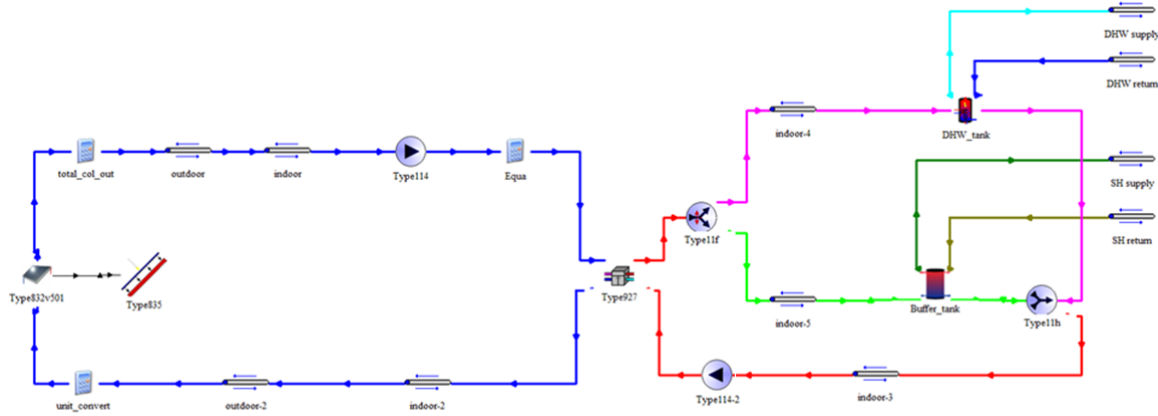 DHW supply
DHW return
indoor-4
DHW_tank
total_col_out
outdoor
indoor
Type114
Equa
SH supply
Type11f
SH return
Type832v501
Type835
Type927
indoor-5
Buffer_tank
Type11h
unit_convert
outdoor-2
indoor-2
Type114-2
indoor-3